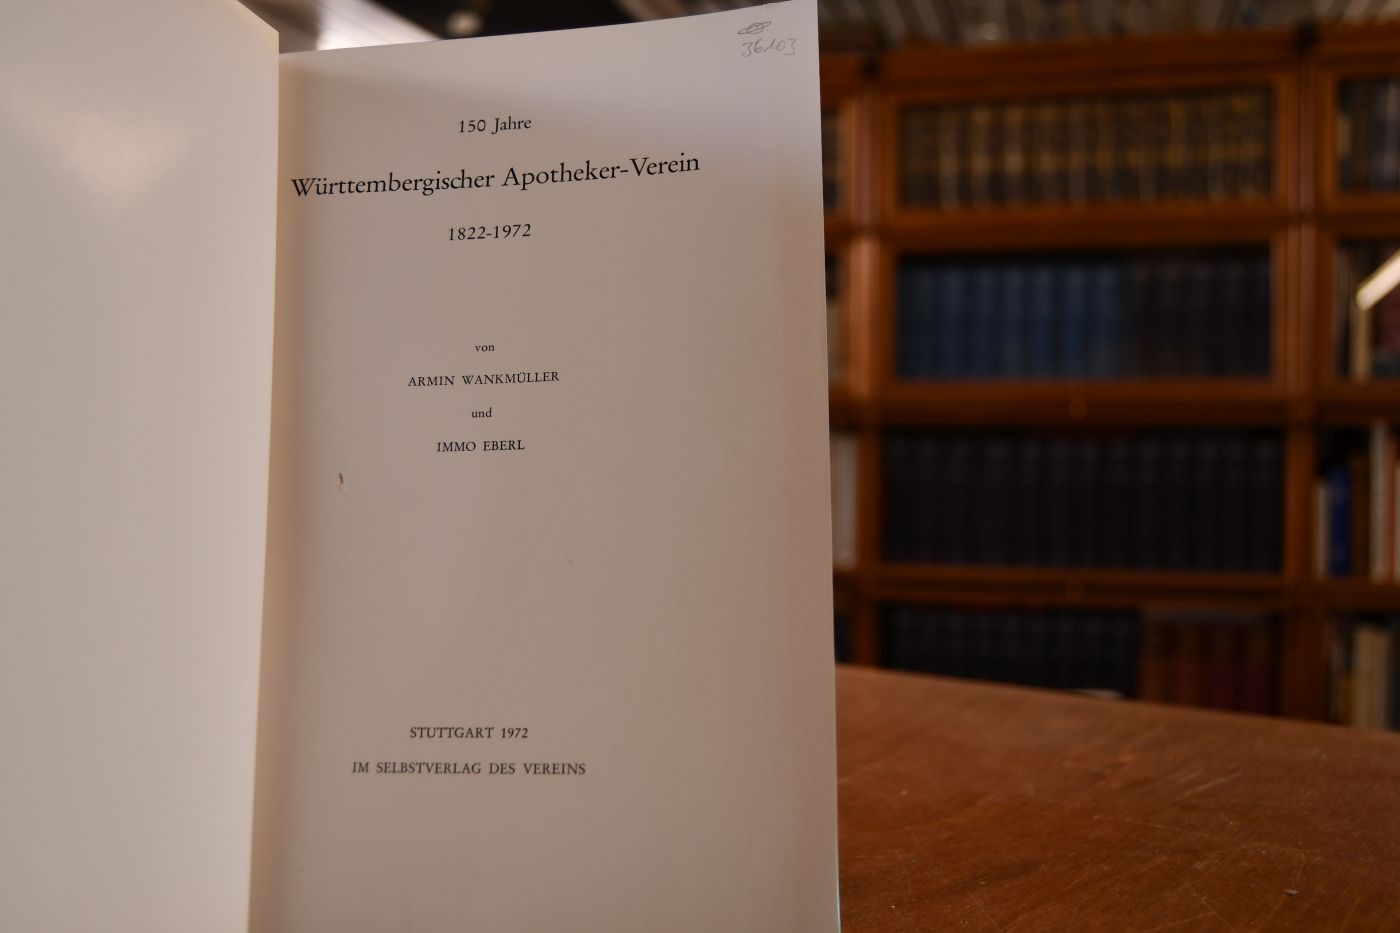 36103
150 Jahre
Württembergischer Apotheker-Verein
1822-1972
von
ARMIN WANKMÜLLER
und
IMMO EBERL
STUTTGART 1972
IM SELBSTVERLAG DES VEREINS